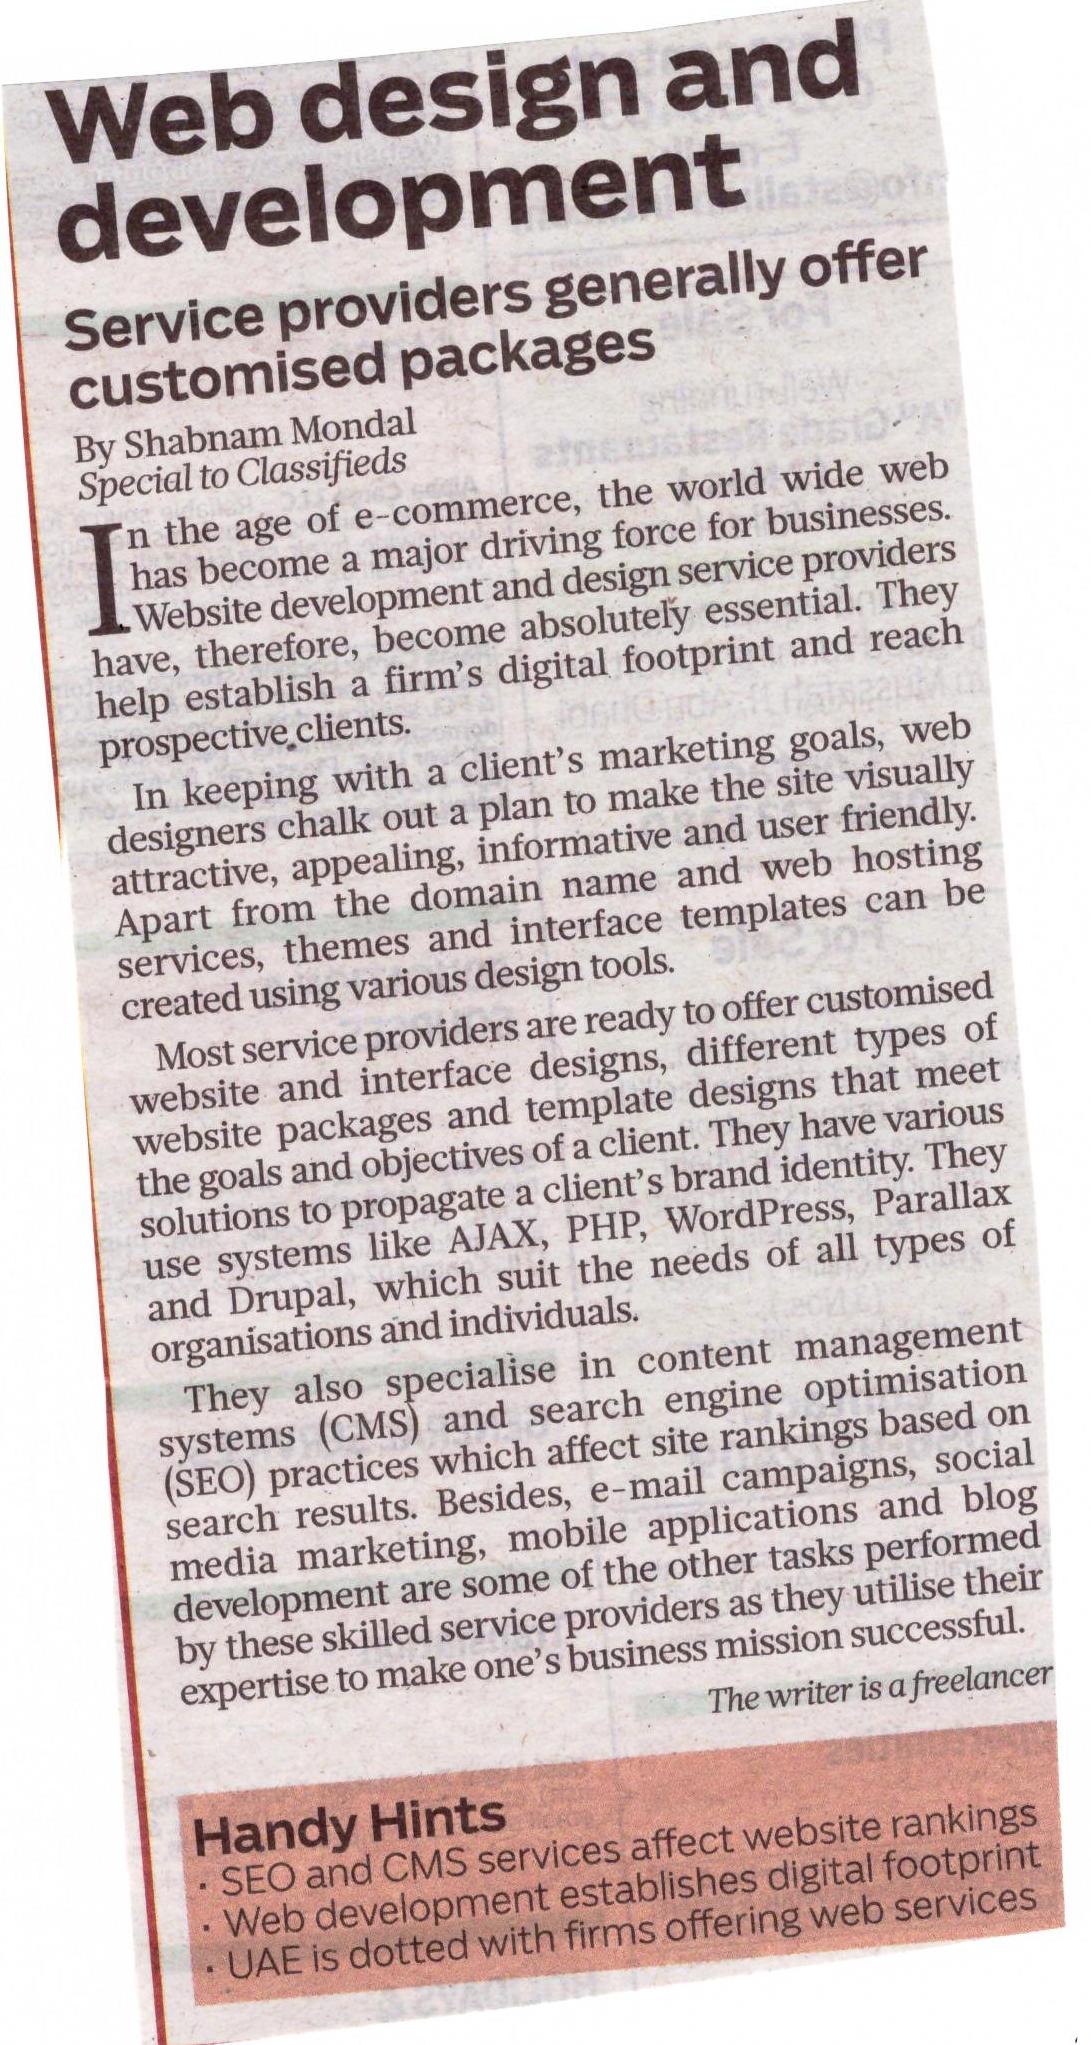 Web design and
development
Service providers generally offer
customised packages
By Shabnam Mondal
Special to Classifieds
In the age of e-commerce, the world wide web
has become a major driving force for businesses.
Website development and design service providers
have, therefore, become absolutely essential. They
help establish a firm's digital footprint and reach
prospective clients.
In keeping with a client's marketing goals, web
designers chalk out a plan to make the site visually
attractive, appealing, informative and user friendly.
Apart from the domain name and web hosting
services, themes and interface templates can be
created using various design tools.
Most service providers are ready to offer customised
website and interface designs, different types of
website packages and template designs that meet
the goals and objectives of a client. They have various
solutions to propagate a client's brand identity. They
use systems like AJAX, PHP, WordPress, Parallax
and Drupal, which suit the needs of all types of
organisations and individuals.
They also specialise in content management
systems (CMS) and search engine optimisation
(SEO) practices which affect site rankings based on
search results. Besides, e-mail campaigns, social
media marketing, mobile applications and blog
development are some of the other tasks performed
by these skilled service providers as they utilise their
expertise to make one's business mission successful.
The writer is a freelancer
Handy Hints
· SEO and CMS services affect website rankings
· Web development establishes digital footprint
· UAE is dotted with firms offering web services